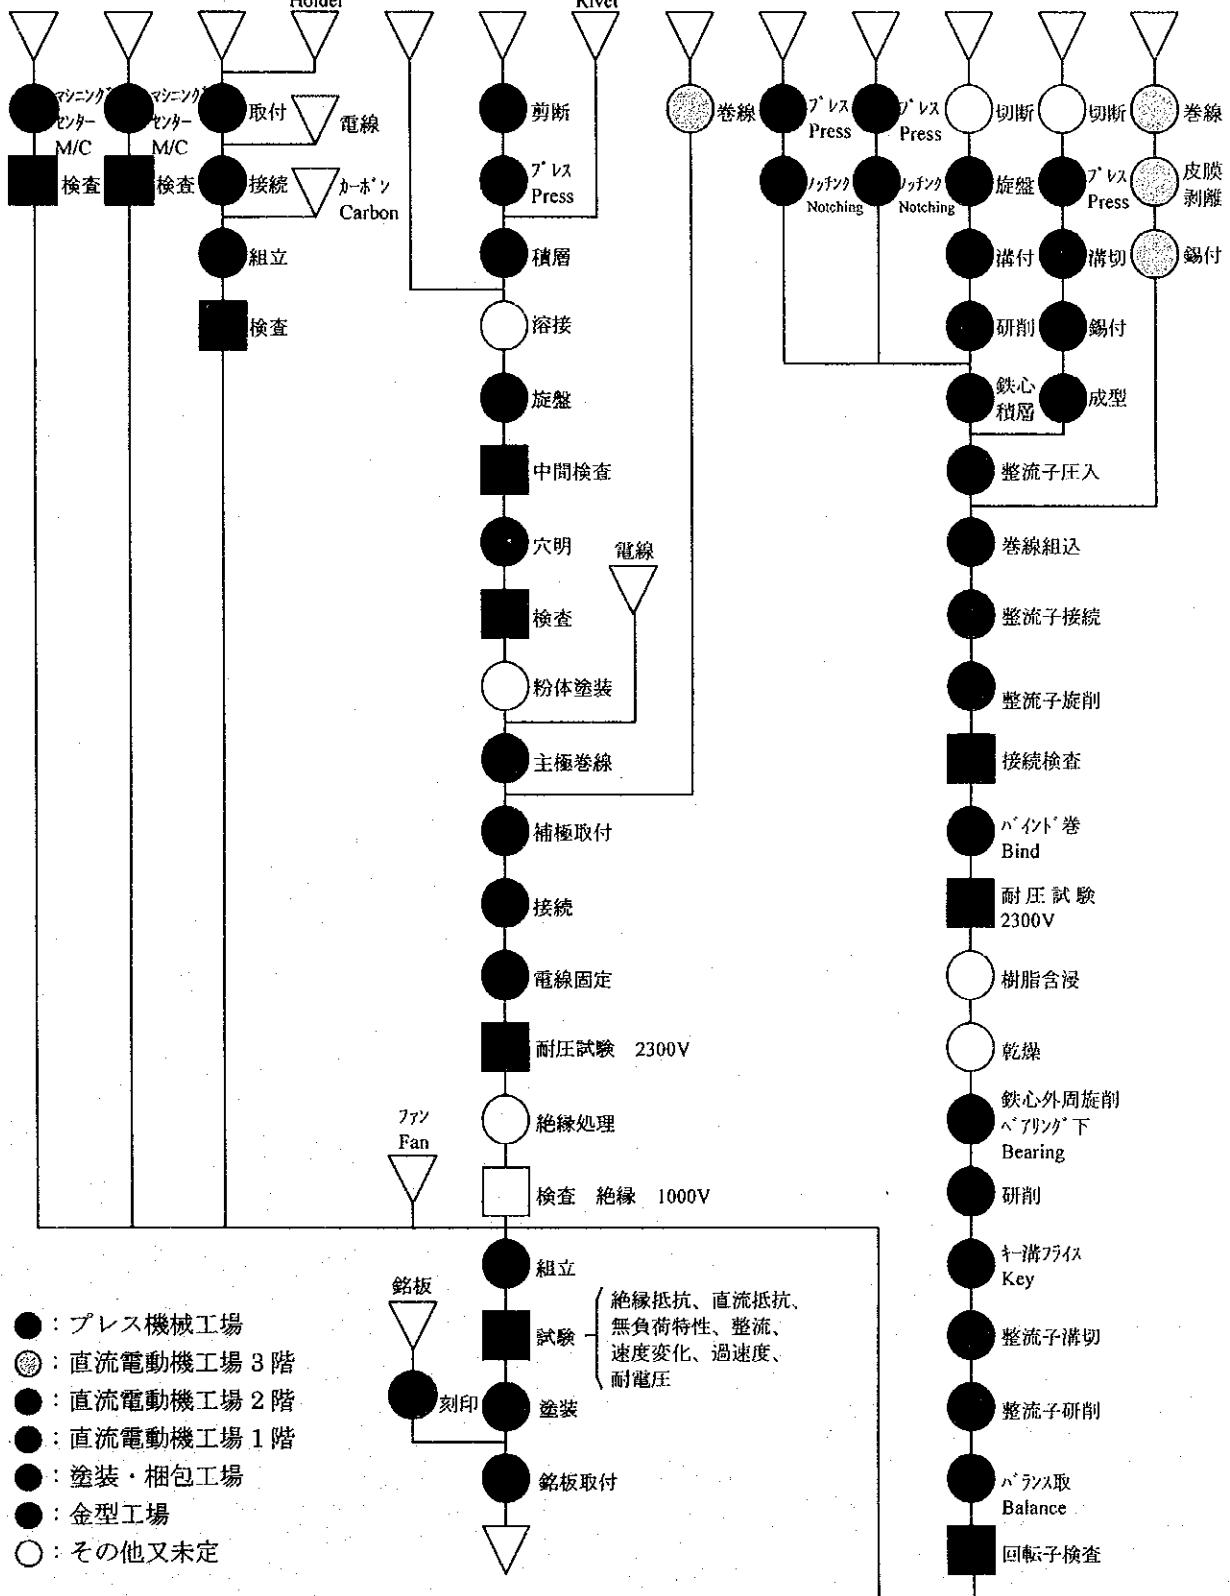 Holder
Rivet
マシニング
センター
M/C
検査
マシニング
センター
M/C
検査
取付
電線
接続
カーボン
Carbon
組立
検査
剪断
プレス
Press
積層
溶接
旋盤
中間検査
穴明
検査
粉体塗装
電線
主極巻線
補極取付
接続
電線固定
耐圧試験 2300V
絶縁処理
検査 絶縁 1000V
ファン
Fan
組立
試験
絶縁抵抗、直流抵抗、
無負荷特性、整流、
速度変化、過速度、
耐電圧
銘板
刻印
塗装
銘板取付
巻線
プレス
Press
ノッチング
Notching
プレス
Press
ノッチング
Notching
切断
旋盤
溝付
研削
鉄心
積層
切断
プレス
Press
溝切
錫付
成型
巻線
皮膜
剥離
錫付
整流子圧入
巻線組込
整流子接続
整流子旋削
接続検査
バインド巻
Bind
耐圧試験
2300V
樹脂含浸
乾燥
鉄心外周旋削
ベアリング下
Bearing
研削
キー溝フライス
Key
整流子溝切
整流子研削
バランス取
Balance
回転子検査
：プレス機械工場
：直流電動機工場3階
：直流電動機工場2階
：直流電動機工場1階
：塗装・梱包工場
：金型工場
：その他又未定